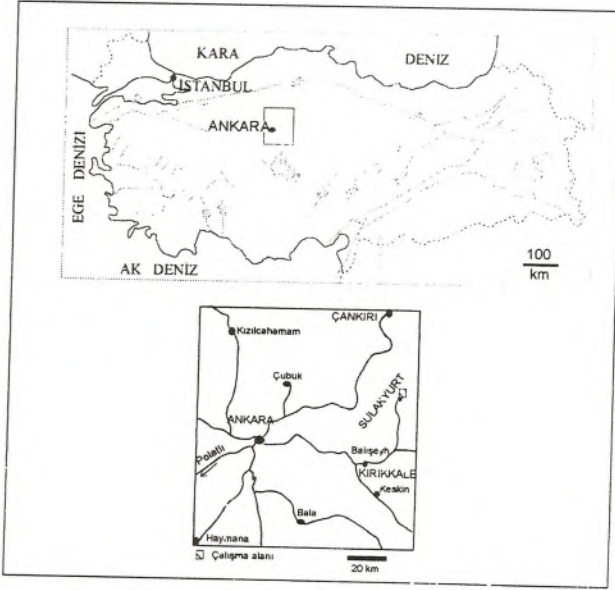 KARA
DENİZ
İSTANBUL
ANKARA
EGE DENİZİ
AK DENİZ
100
km
ÇANKIRI
Kızılcahamam
Çubuk
SULAKYURT
ANKARA
Polatlı
Balışeyh
KIRIKKALE
Keskin
Bala
Haymana
Çalışma alanı
20 km